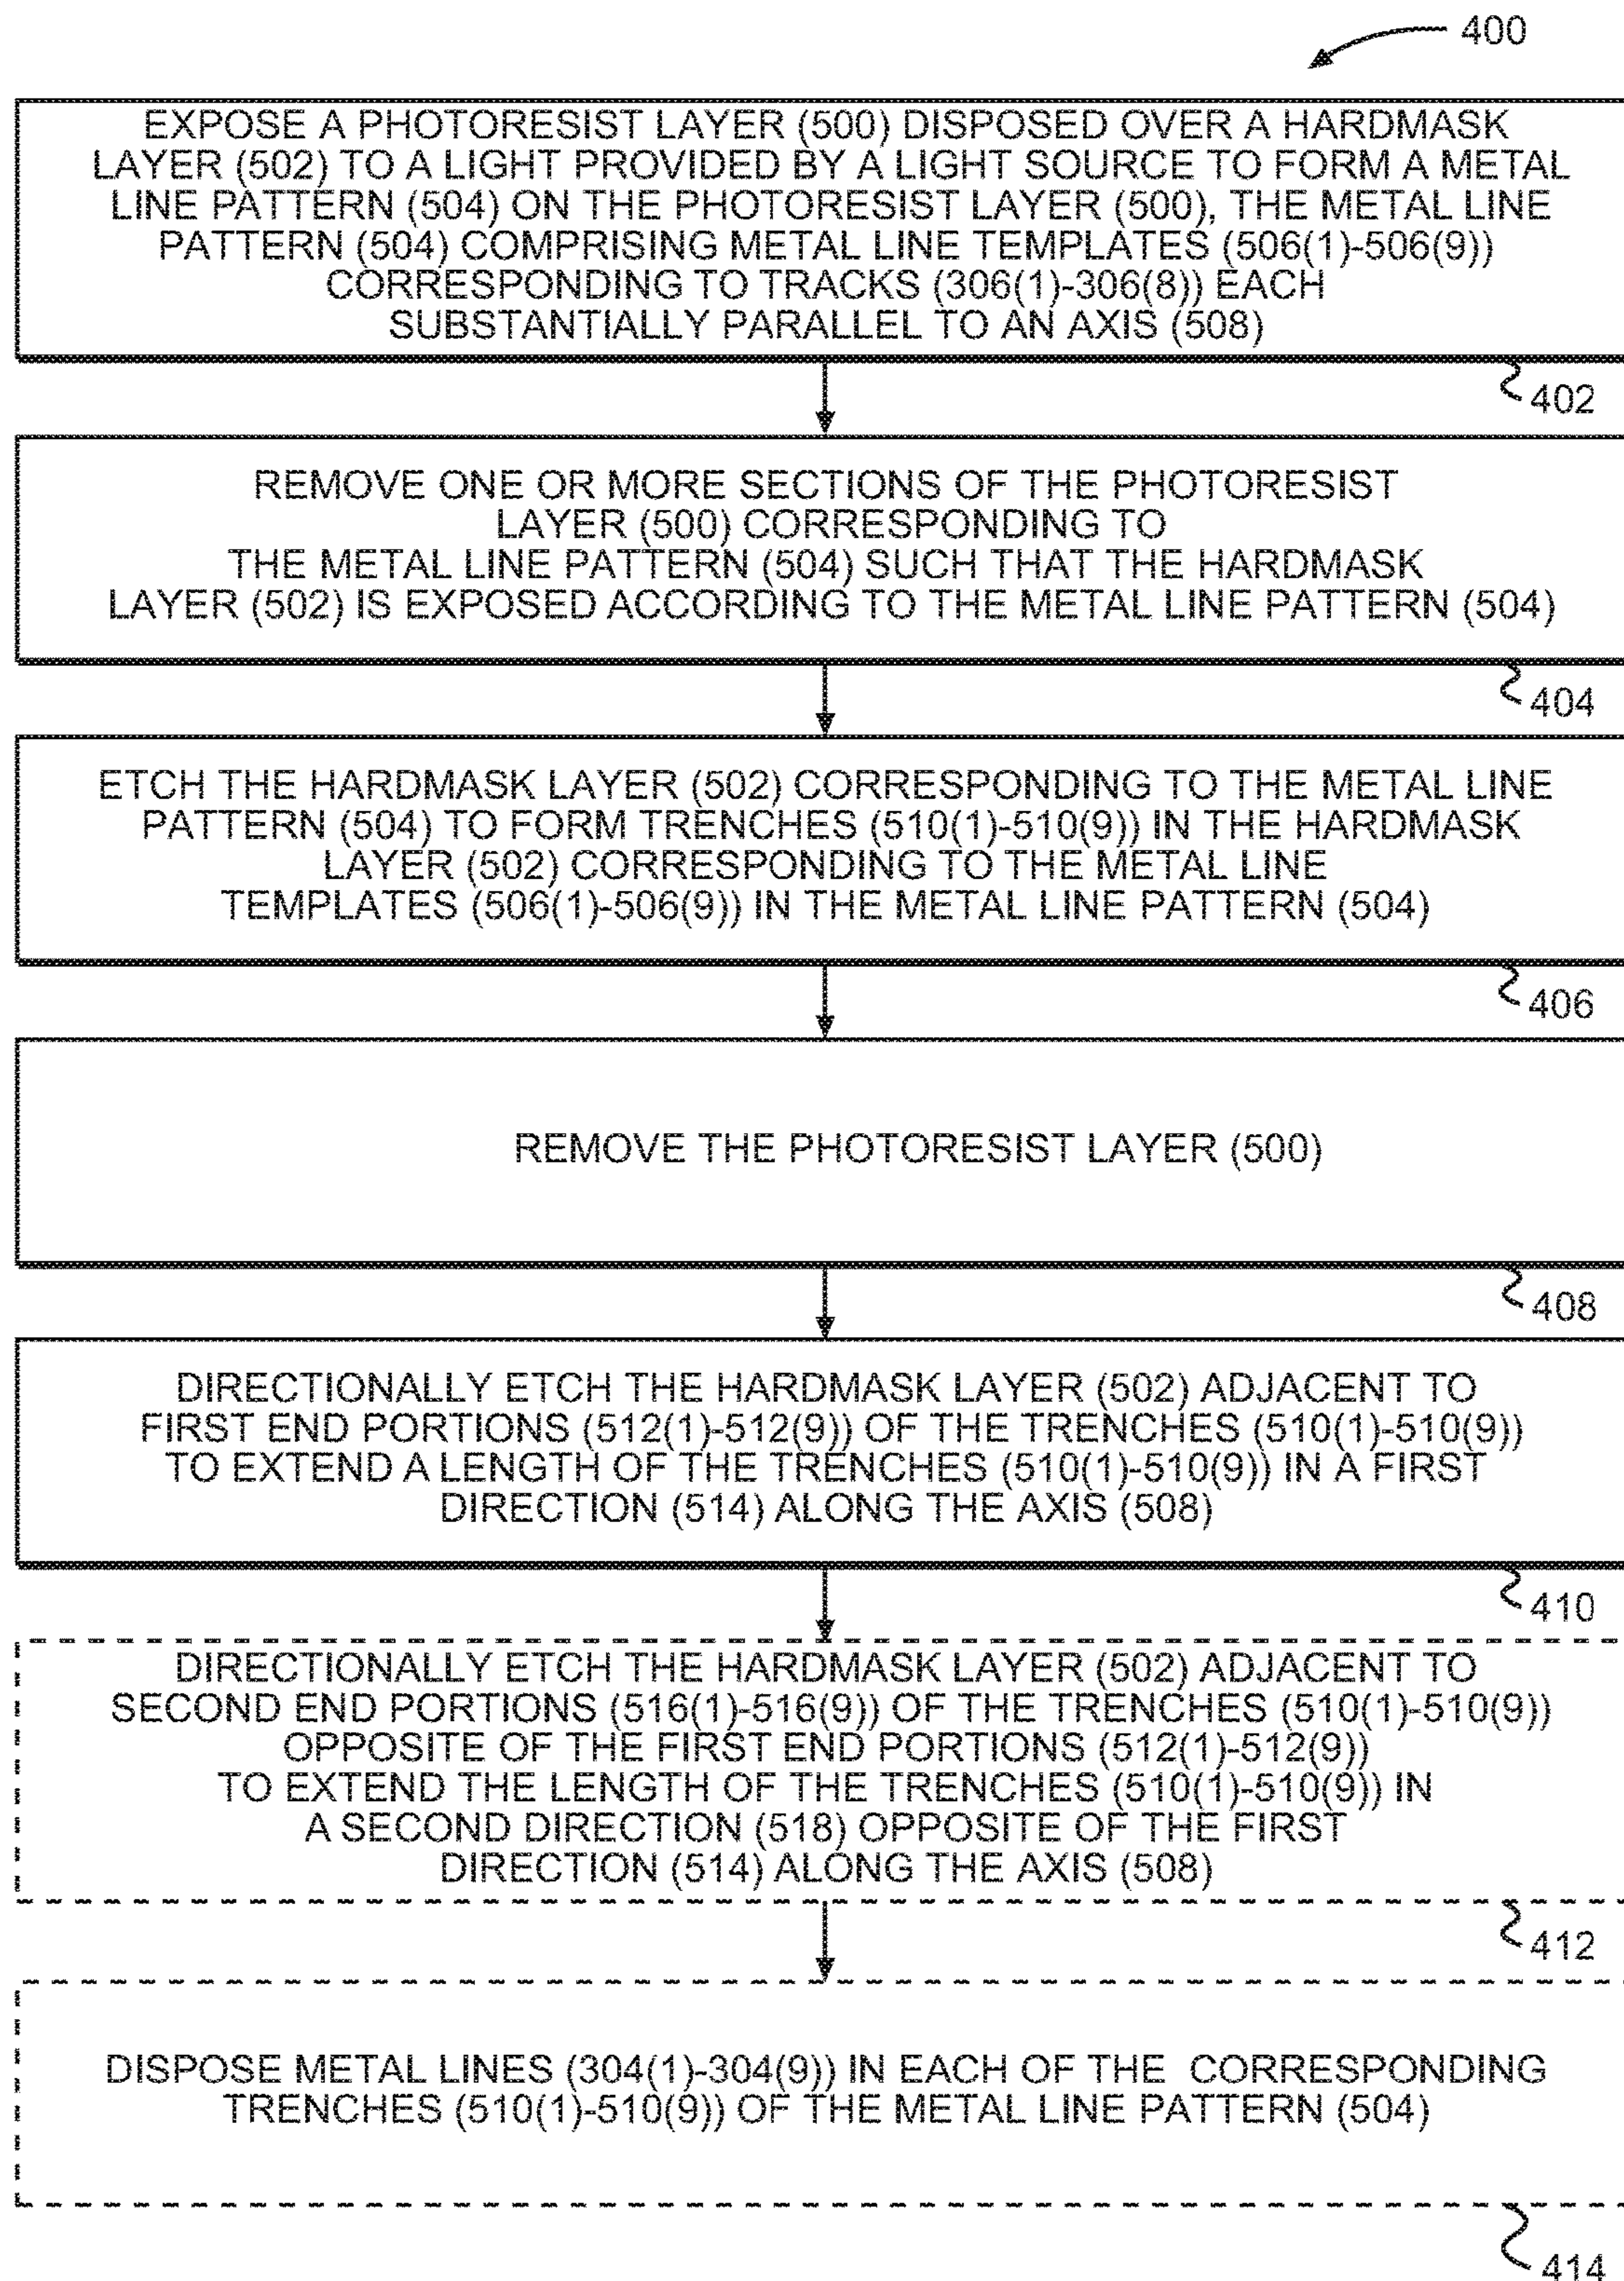 400
EXPOSE A PHOTORESIST LAYER (500) DISPOSED OVER A HARDMASK
LAYER (502) TO A LIGHT PROVIDED BY A LIGHT SOURCE TO FORM A METAL
LINE PATTERN (504) ON THE PHOTORESIST LAYER (500), THE METAL LINE
PATTERN (504) COMPRISING METAL LINE TEMPLATES (506(1)-506(9))
CORRESPONDING TO TRACKS (306(1)-306(8)) EACH
SUBSTANTIALLY PARALLEL TO AN AXIS (508)
402
REMOVE ONE OR MORE SECTIONS OF THE PHOTORESIST
LAYER (500) CORRESPONDING TO
THE METAL LINE PATTERN (504) SUCH THAT THE HARDMASK
LAYER (502) IS EXPOSED ACCORDING TO THE METAL LINE PATTERN (504)
404
ETCH THE HARDMASK LAYER (502) CORRESPONDING TO THE METAL LINE
PATTERN (504) TO FORM TRENCHES (510(1)-510(9)) IN THE HARDMASK
LAYER (502) CORRESPONDING TO THE METAL LINE
TEMPLATES (506(1)-506(9)) IN THE METAL LINE PATTERN (504)
406
REMOVE THE PHOTORESIST LAYER (500)
408
DIRECTIONALLY ETCH THE HARDMASK LAYER (502) ADJACENT TO
FIRST END PORTIONS (512(1)-512(9)) OF THE TRENCHES (510(1)-510(9))
TO EXTEND A LENGTH OF THE TRENCHES (510(1)-510(9)) IN A FIRST
DIRECTION (514) ALONG THE AXIS (508)
410
DIRECTIONALLY ETCH THE HARDMASK LAYER (502) ADJACENT TO
SECOND END PORTIONS (516(1)-516(9)) OF THE TRENCHES (510(1)-510(9))
OPPOSITE OF THE FIRST END PORTIONS (512(1)-512(9))
TO EXTEND THE LENGTH OF THE TRENCHES (510(1)-510(9)) IN
A SECOND DIRECTION (518) OPPOSITE OF THE FIRST
DIRECTION (514) ALONG THE AXIS (508)
412
DISPOSE METAL LINES (304(1)-304(9)) IN EACH OF THE CORRESPONDING
TRENCHES (510(1)-510(9)) OF THE METAL LINE PATTERN (504)
414